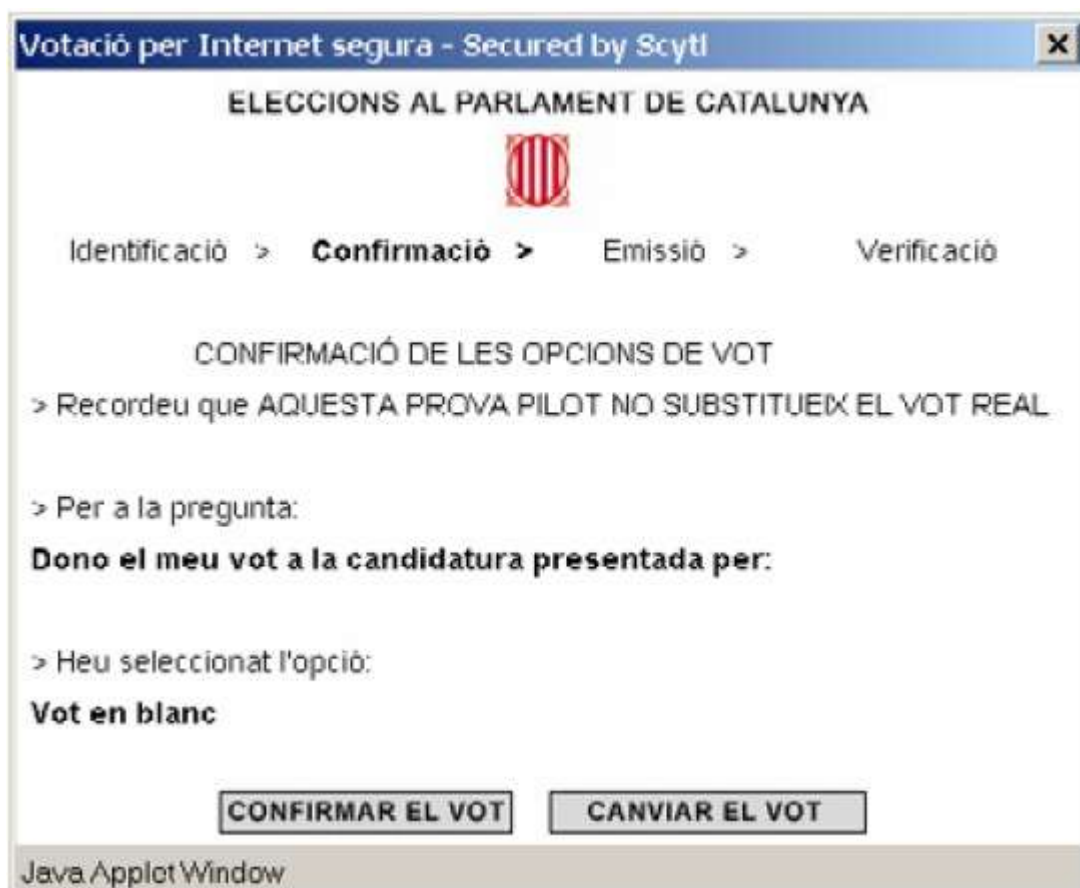 Votació per Internet segura - Secured by Scytl
ELECCIONS AL PARLAMENT DE CATALUNYA
Identificació > Confirmació > Emissió > Verificació
CONFIRMACIÓ DE LES OPCIONS DE VOT
> Recordeu que AQUESTA PROVA PILOT NO SUBSTITUEIX EL VOT REAL
> Per a la pregunta:
Dono el meu vot a la candidatura presentada per:
> Heu seleccionat l'opció:
Vot en blanc
CONFIRMAR EL VOT CANVIAR EL VOT
Java Applet Window